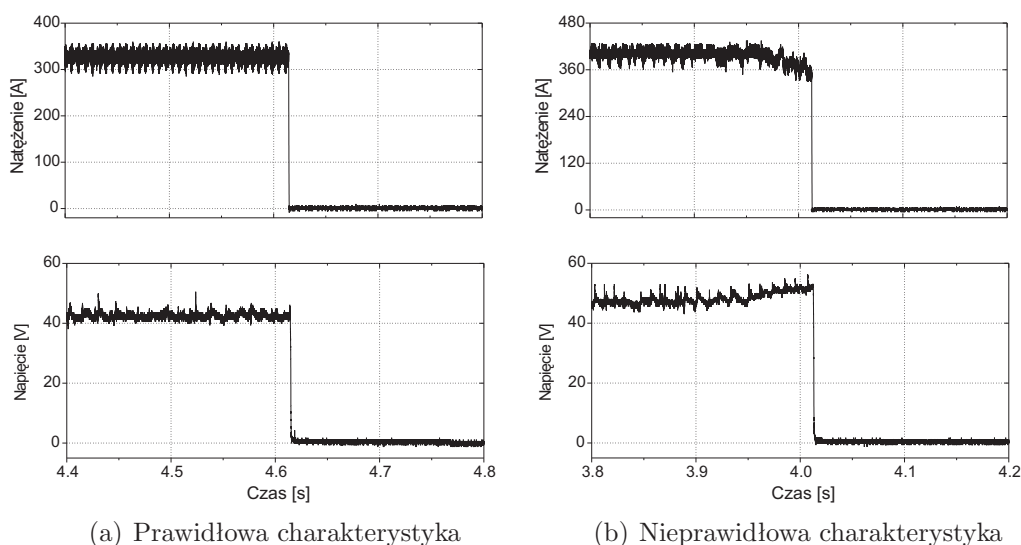 400
300
200
100
0
Natężenie [A]
480
360
240
120
0
Natężenie [A]
60
40
20
0
Napięcie [V]
4.4 4.5 4.6 4.7 4.8
Czas [s]
60
40
20
0
Napięcie [V]
3.8 3.9 4.0 4.1 4.2
Czas [s]
(a) Prawidłowa charakterystyka
(b) Nieprawidłowa charakterystyka